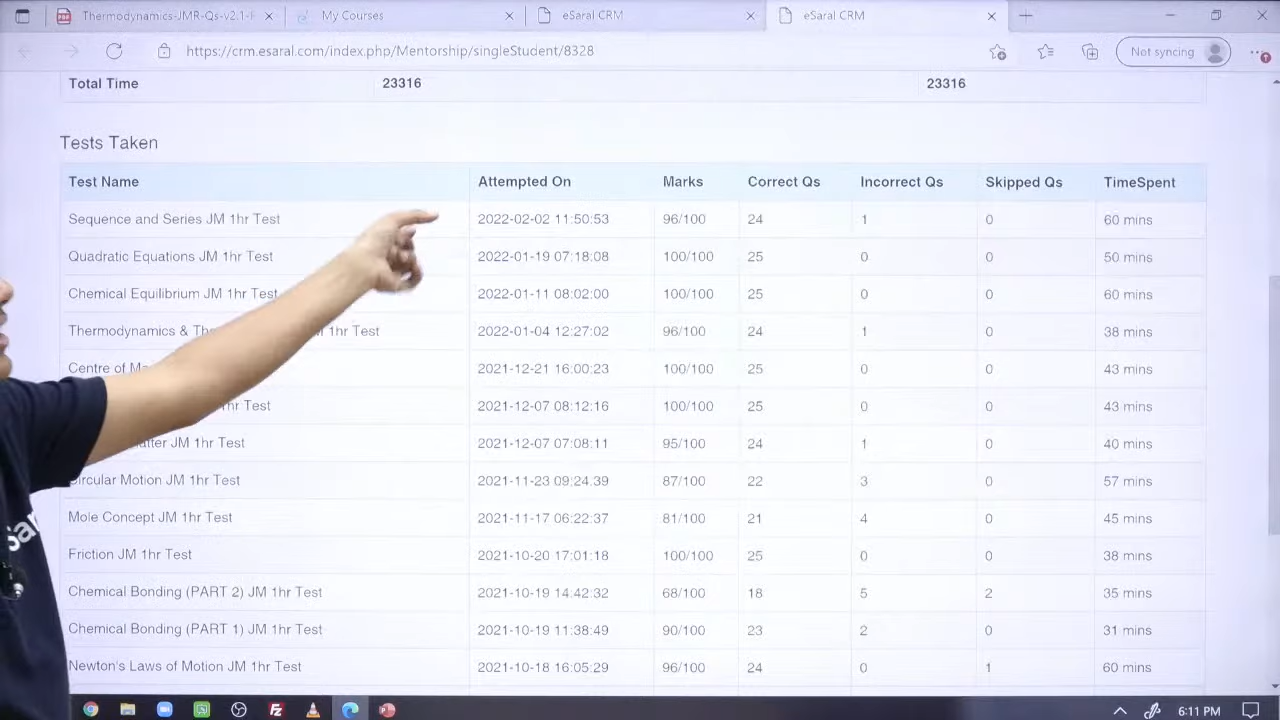 Thermodynamics-JMR-Qs-v2.1-F
My Courses
eSaral CRM
eSaral CRM
https://crm.esaral.com/index.php/Mentorship/singleStudent/8328
Not syncing
Total Time 23316 23316
Tests Taken
Test Name Attempted On Marks Correct Qs Incorrect Qs Skipped Qs TimeSpent
Sequence and Series JM 1hr Test 2022-02-02 11:50:53 96/100 24 1 0 60 mins
Quadratic Equations JM 1hr Test 2022-01-19 07:18:08 100/100 25 0 0 50 mins
Chemical Equilibrium JM 1hr Test 2022-01-11 08:02:00 100/100 25 0 0 60 mins
Thermodynamics & 1hr Test 2022-01-04 12:27:02 96/100 24 1 0 38 mins
Centre of 2021-12-21 16:00:23 100/100 25 0 0 43 mins
1hr Test 2021-12-07 08:12:16 100/100 25 0 0 43 mins
JM 1hr Test 2021-12-07 07:08:11 95/100 24 1 0 40 mins
Circular Motion JM 1hr Test 2021-11-23 09:24:39 87/100 22 3 0 57 mins
Mole Concept JM 1hr Test 2021-11-17 06:22:37 81/100 21 4 0 45 mins
Friction JM 1hr Test 2021-10-20 17:01:18 100/100 25 0 0 38 mins
Chemical Bonding (PART 2) JM 1hr Test 2021-10-19 14:42:32 68/100 18 5 2 35 mins
Chemical Bonding (PART 1) JM 1hr Test 2021-10-19 11:38:49 90/100 23 2 0 31 mins
Newton's Laws of Motion JM 1hr Test 2021-10-18 16:05:29 96/100 24 0 1 60 mins
6:11 PM